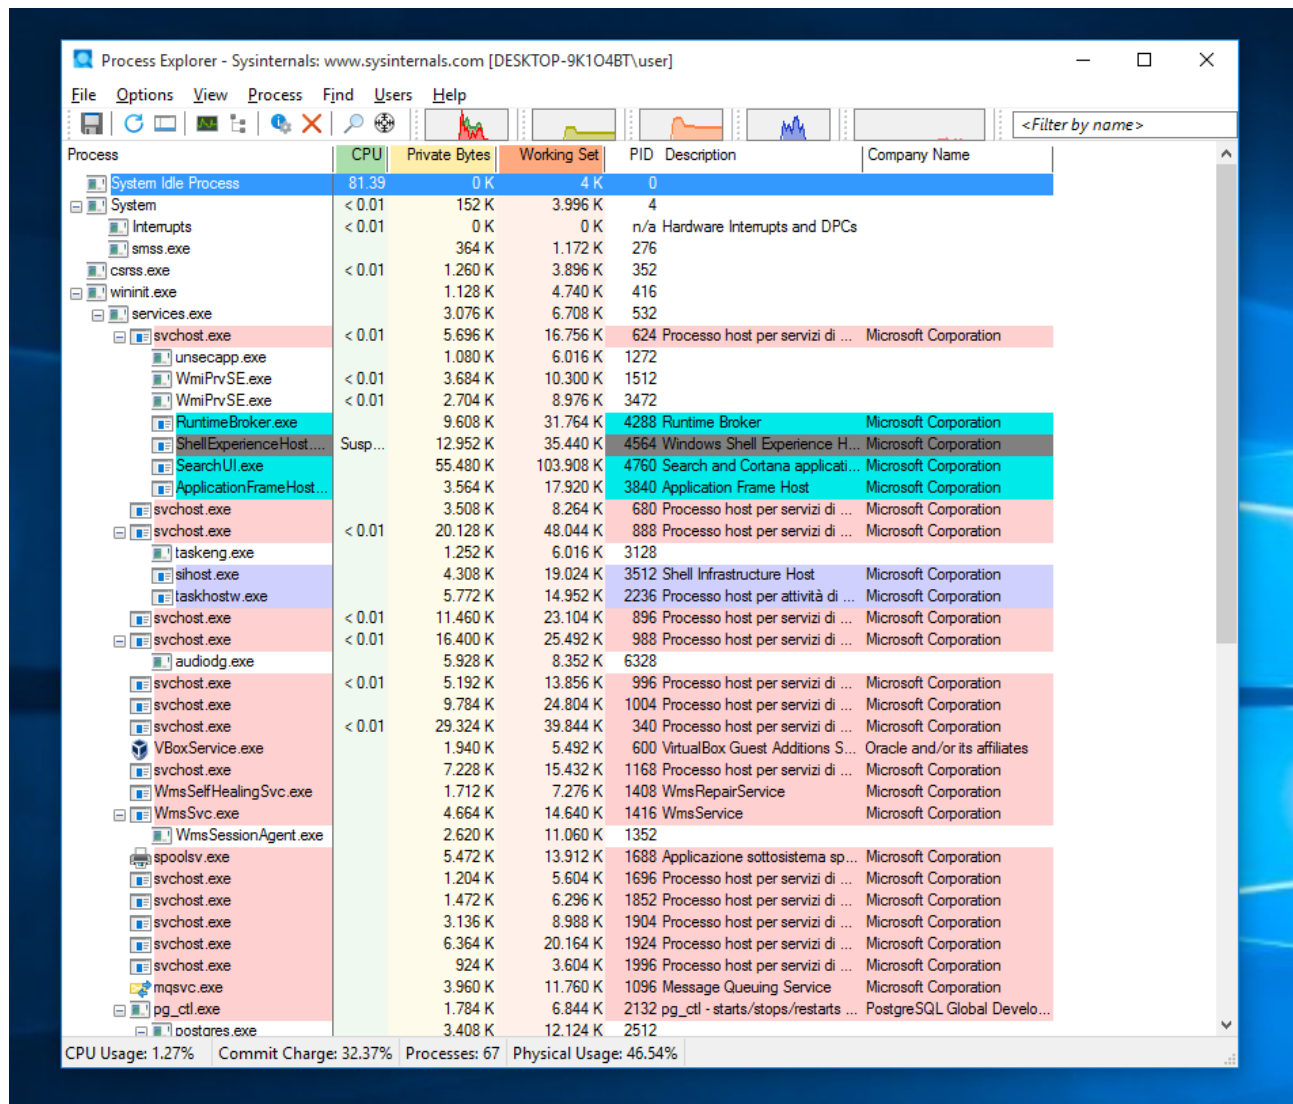 Process Explorer - Sysinternals: www.sysinternals.com [DESKTOP-9K1O4BT\user]
File Options View Process Find Users Help
<Filter by name>
Process CPU Private Bytes Working Set PID Description Company Name
System Idle Process 81.39 0 K 4 K 0
System < 0.01 152 K 3.996 K 4
Interrupts < 0.01 0 K 0 K n/a Hardware Interrupts and DPCs
smss.exe 364 K 1.172 K 276
csrss.exe < 0.01 1.260 K 3.896 K 352
wininit.exe 1.128 K 4.740 K 416
services.exe 3.076 K 6.708 K 532
svchost.exe < 0.01 5.696 K 16.756 K 624 Processo host per servizi di ... Microsoft Corporation
unsecapp.exe 1.080 K 6.016 K 1272
WmiPrvSE.exe < 0.01 3.684 K 10.300 K 1512
WmiPrvSE.exe < 0.01 2.704 K 8.976 K 3472
RuntimeBroker.exe 9.608 K 31.764 K 4288 Runtime Broker Microsoft Corporation
ShellExperienceHost.... Susp... 12.952 K 35.440 K 4564 Windows Shell Experience H... Microsoft Corporation
SearchUI.exe 55.480 K 103.908 K 4760 Search and Cortana applicati... Microsoft Corporation
ApplicationFrameHost... 3.564 K 17.920 K 3840 Application Frame Host Microsoft Corporation
svchost.exe 3.508 K 8.264 K 680 Processo host per servizi di ... Microsoft Corporation
svchost.exe < 0.01 20.128 K 48.044 K 888 Processo host per servizi di ... Microsoft Corporation
taskeng.exe 1.252 K 6.016 K 3128
sihost.exe 4.308 K 19.024 K 3512 Shell Infrastructure Host Microsoft Corporation
taskhostw.exe 5.772 K 14.952 K 2236 Processo host per attività di ... Microsoft Corporation
svchost.exe < 0.01 11.460 K 23.104 K 896 Processo host per servizi di ... Microsoft Corporation
svchost.exe < 0.01 16.400 K 25.492 K 988 Processo host per servizi di ... Microsoft Corporation
audiodg.exe 5.928 K 8.352 K 6328
svchost.exe < 0.01 5.192 K 13.856 K 996 Processo host per servizi di ... Microsoft Corporation
svchost.exe 9.784 K 24.804 K 1004 Processo host per servizi di ... Microsoft Corporation
svchost.exe < 0.01 29.324 K 39.844 K 340 Processo host per servizi di ... Microsoft Corporation
VBoxService.exe 1.940 K 5.492 K 600 VirtualBox Guest Additions S... Oracle and/or its affiliates
svchost.exe 7.228 K 15.432 K 1168 Processo host per servizi di ... Microsoft Corporation
WmsSelfHealingSvc.exe 1.712 K 7.276 K 1408 WmsRepairService Microsoft Corporation
WmsSvc.exe 4.664 K 14.640 K 1416 WmsService Microsoft Corporation
WmsSessionAgent.exe 2.620 K 11.060 K 1352
spoolsv.exe 5.472 K 13.912 K 1688 Applicazione sottosistema sp... Microsoft Corporation
svchost.exe 1.204 K 5.604 K 1696 Processo host per servizi di ... Microsoft Corporation
svchost.exe 1.472 K 6.296 K 1852 Processo host per servizi di ... Microsoft Corporation
svchost.exe 3.136 K 8.988 K 1904 Processo host per servizi di ... Microsoft Corporation
svchost.exe 6.364 K 20.164 K 1924 Processo host per servizi di ... Microsoft Corporation
svchost.exe 924 K 3.604 K 1996 Processo host per servizi di ... Microsoft Corporation
mqsvc.exe 3.960 K 11.760 K 1096 Message Queuing Service Microsoft Corporation
pg_ctl.exe 1.784 K 6.844 K 2132 pg_ctl - starts/stops/restarts ... PostgreSQL Global Develo...
postgres.exe 3.408 K 12.124 K 2512
CPU Usage: 1.27% Commit Charge: 32.37% Processes: 67 Physical Usage: 46.54%